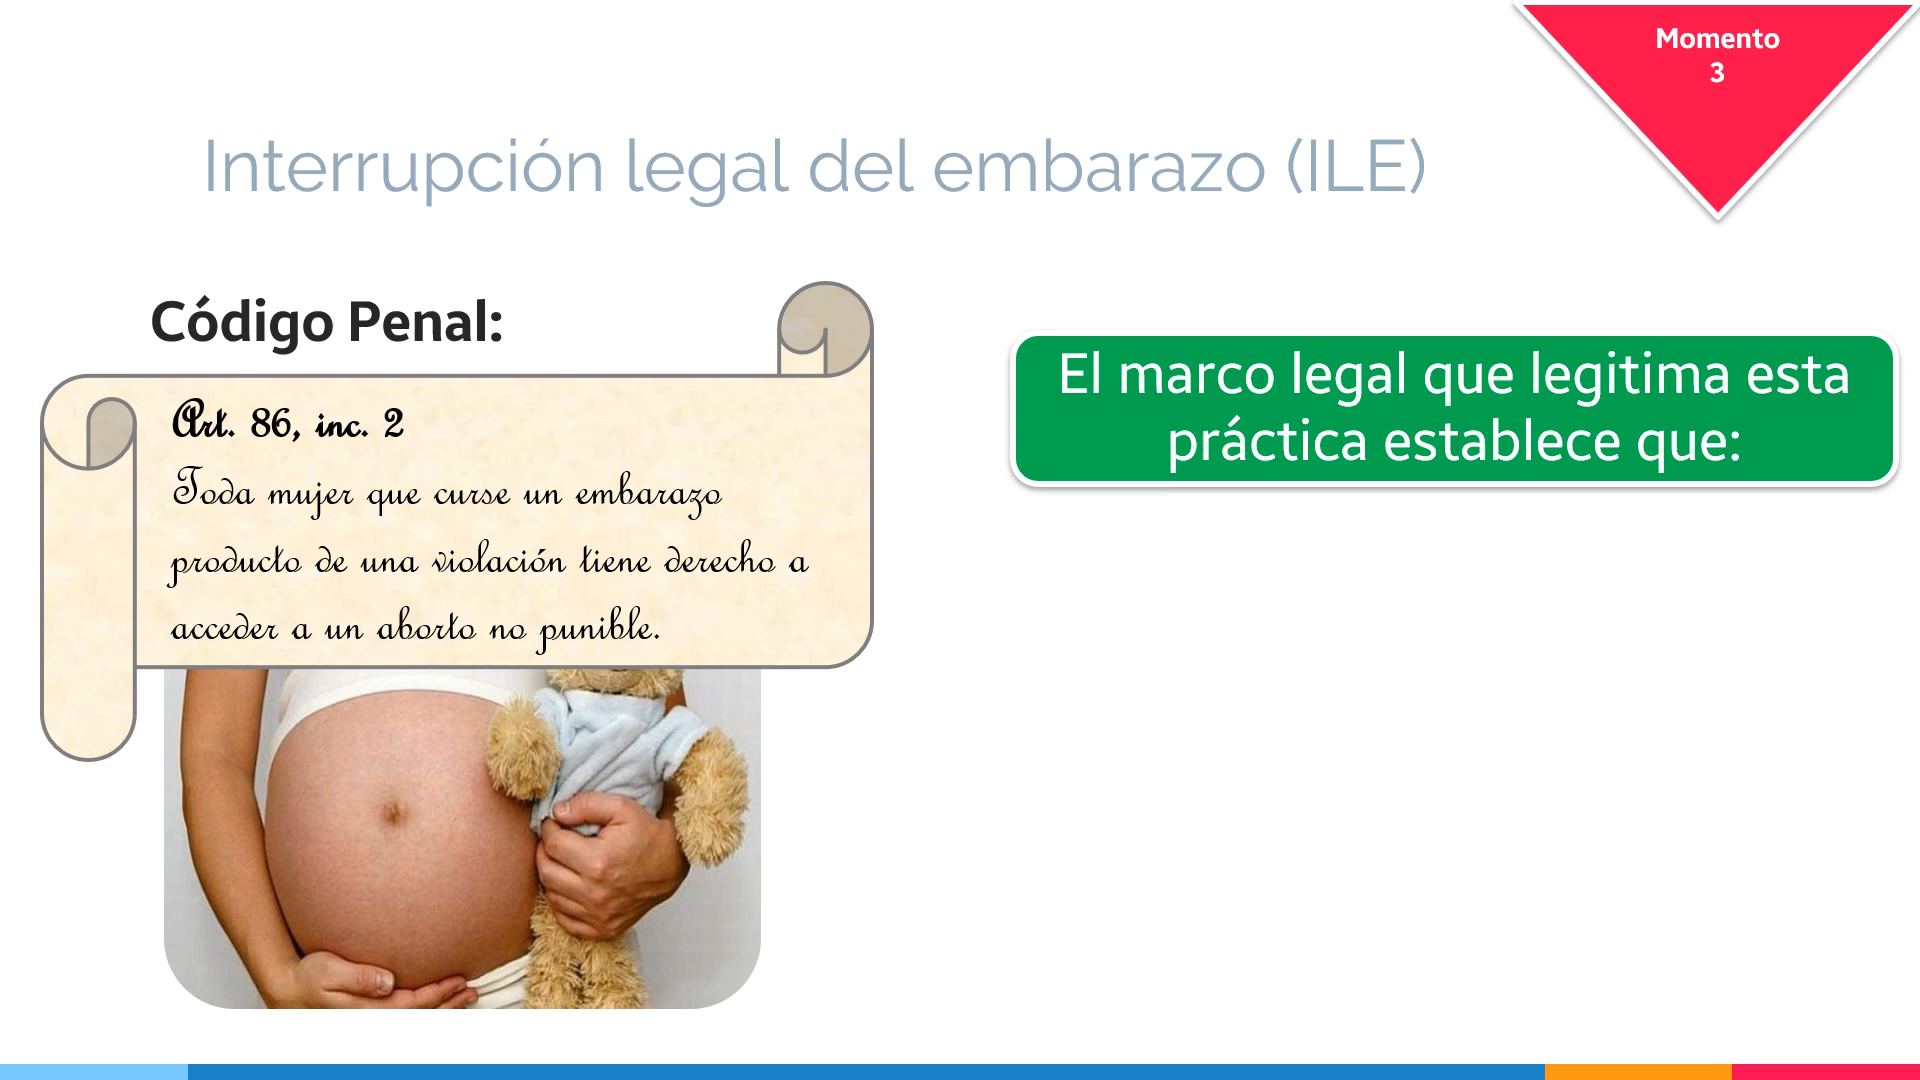 Momento
3
Interrupción legal del embarazo (ILE)
Código Penal:
Art. 86, inc. 2
Toda mujer que curse un embarazo
producto de una violación tiene derecho a
acceder a un aborto no punible.
El marco legal que legitima esta
práctica establece que: